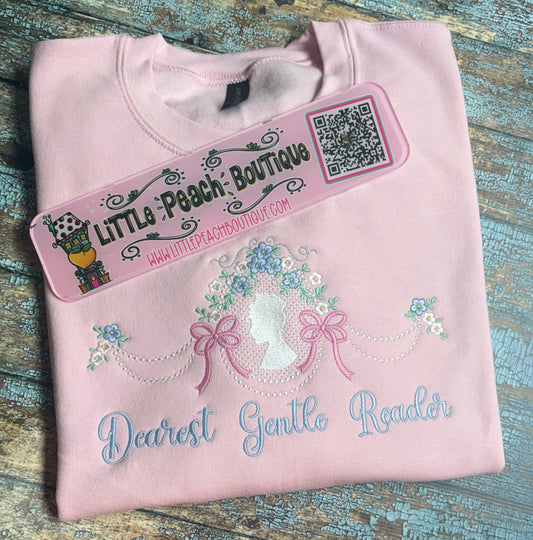 LiTTLe PeacH BouTiQue
WWW.LITTLEPEACHBOUTIQUE.COM
Dearest Gentle Reader